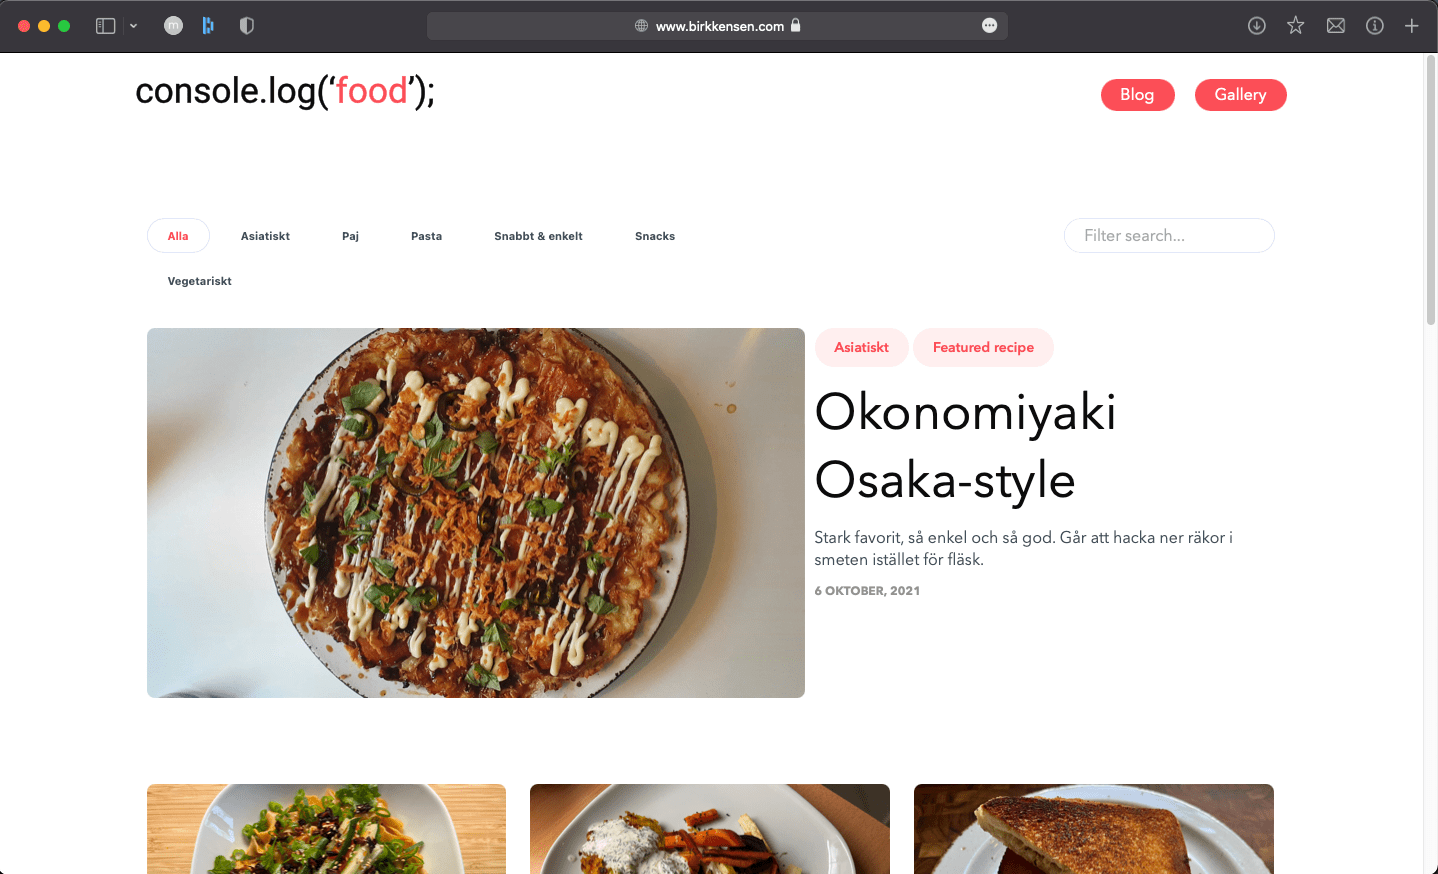 m
www.birkkensen.com
console.log(‘food’);
Blog
Gallery
Alla
Asiatiskt
Paj
Pasta
Snabbt & enkelt
Snacks
Filter search...
Vegetariskt
Asiatiskt
Featured recipe
Okonomiyaki
Osaka-style
Stark favorit, så enkel och så god. Går att hacka ner räkor i
smeten istället för fläsk.
6 OKTOBER, 2021